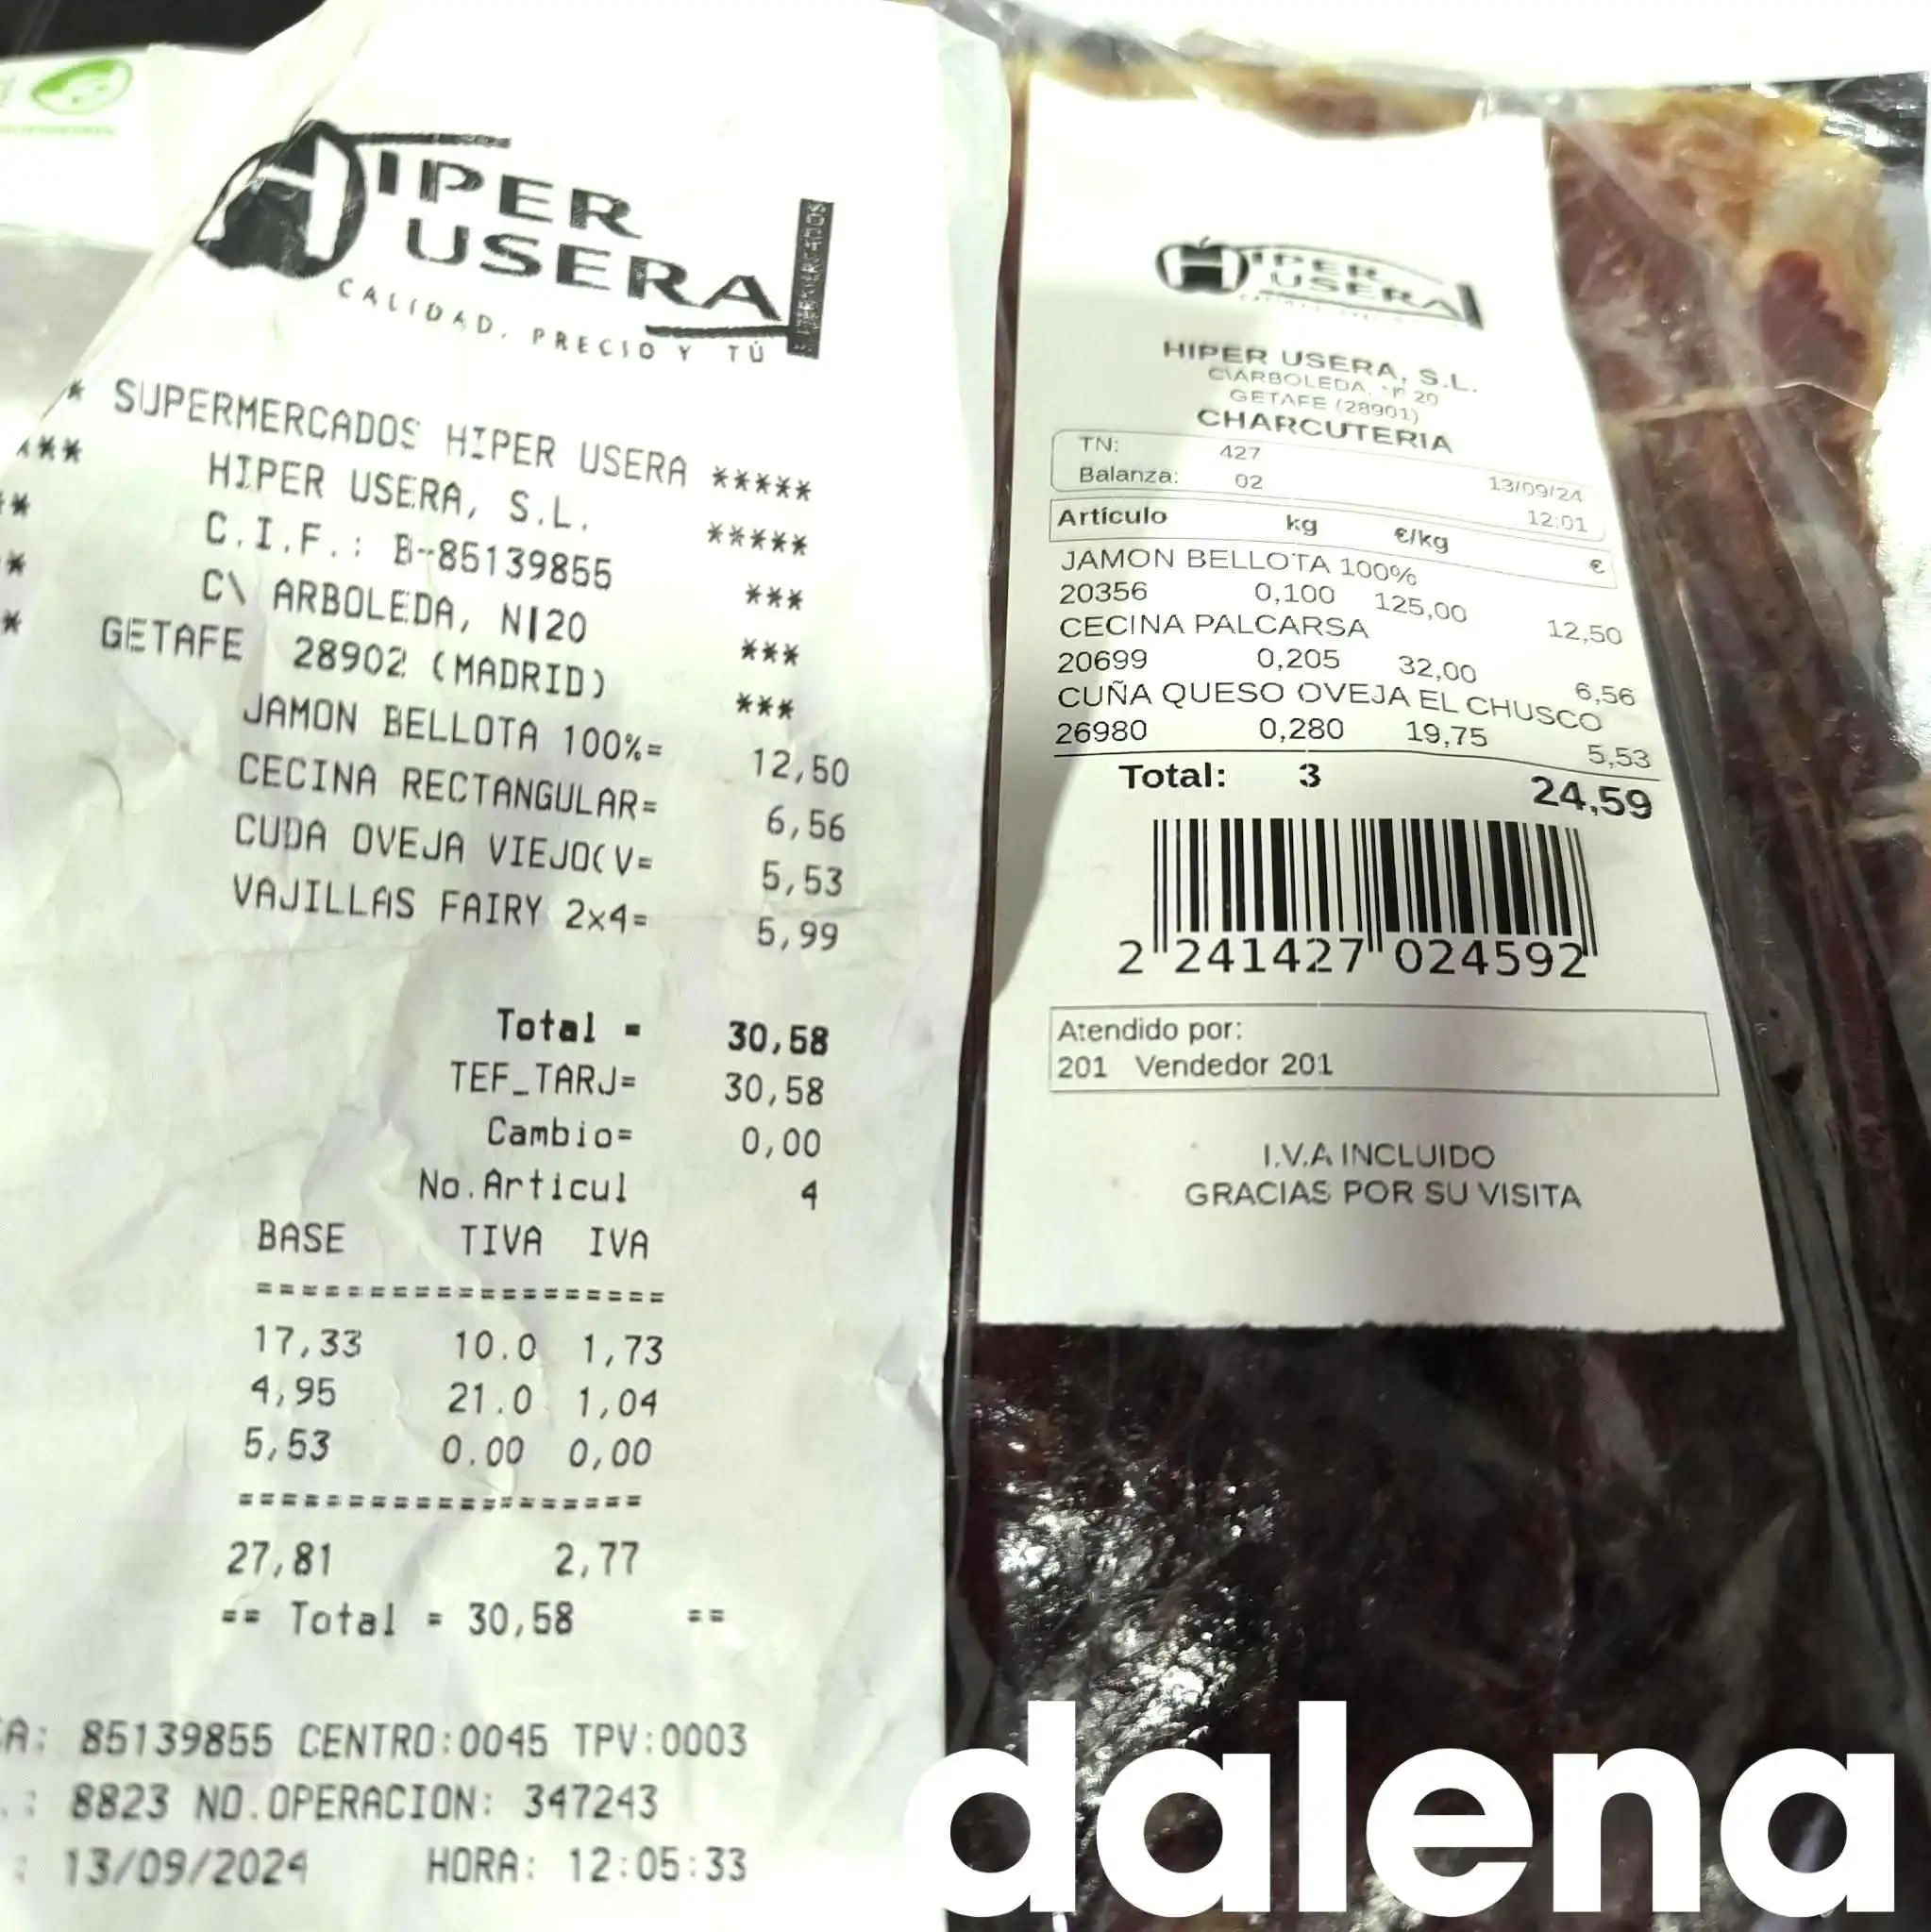 HIPER
USERA
SUPERMERCADOS
CALIDAD, PRECIO Y TÚ
* SUPERMERCADOS HIPER USERA *****
*** HIPER USERA, S.L. *****
** C.I.F.: B-85139855 ***
* C\ ARBOLEDA, N|20 ***
* GETAFE 28902 (MADRID) ***
JAMON BELLOTA 100%= 12,50
CECINA RECTANGULAR= 6,56
CUDA OVEJA VIEJO(V= 5,53
VAJILLAS FAIRY 2x4= 5,99
Total = 30,58
TEF_TARJ= 30,58
Cambio= 0,00
No.Articul 4
BASE TIVA IVA
===================
17,33 10.0 1,73
4,95 21.0 1,04
5,53 0.00 0,00
===================
27,81 2,77
== Total = 30,58 ==
A: 85139855 CENTRO:0045 TPV:0003
.: 8823 NO.OPERACION: 347243
: 13/09/2024 HORA: 12:05:33
HIPER
USERA
HIPER USERA, S.L.
C\ARBOLEDA, 20
GETAFE (28901)
CHARCUTERIA
TN: 427 13/09/24
Balanza: 02 12:01
Artículo kg €/kg €
JAMON BELLOTA 100%
20356 0,100 125,00 12,50
CECINA PALCARSA
20699 0,205 32,00 6,56
CUÑA QUESO OVEJA EL CHUSCO
26980 0,280 19,75 5,53
Total: 3 24,59
2 241427 024592
Atendido por:
201 Vendedor 201
I.V.A INCLUIDO
GRACIAS POR SU VISITA
dalena